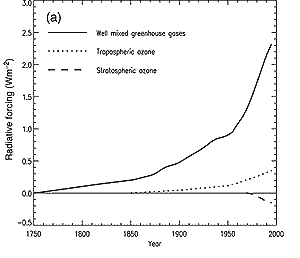 3.0
(a)
Well mixed greenhouse gases
Tropospheric ozone
Stratospheric ozone
2.5
2.0
1.5
1.0
0.5
0.0
−0.5
Radiative forcing (Wm−2)
1750 1800 1850 1900 1950 2000
Year